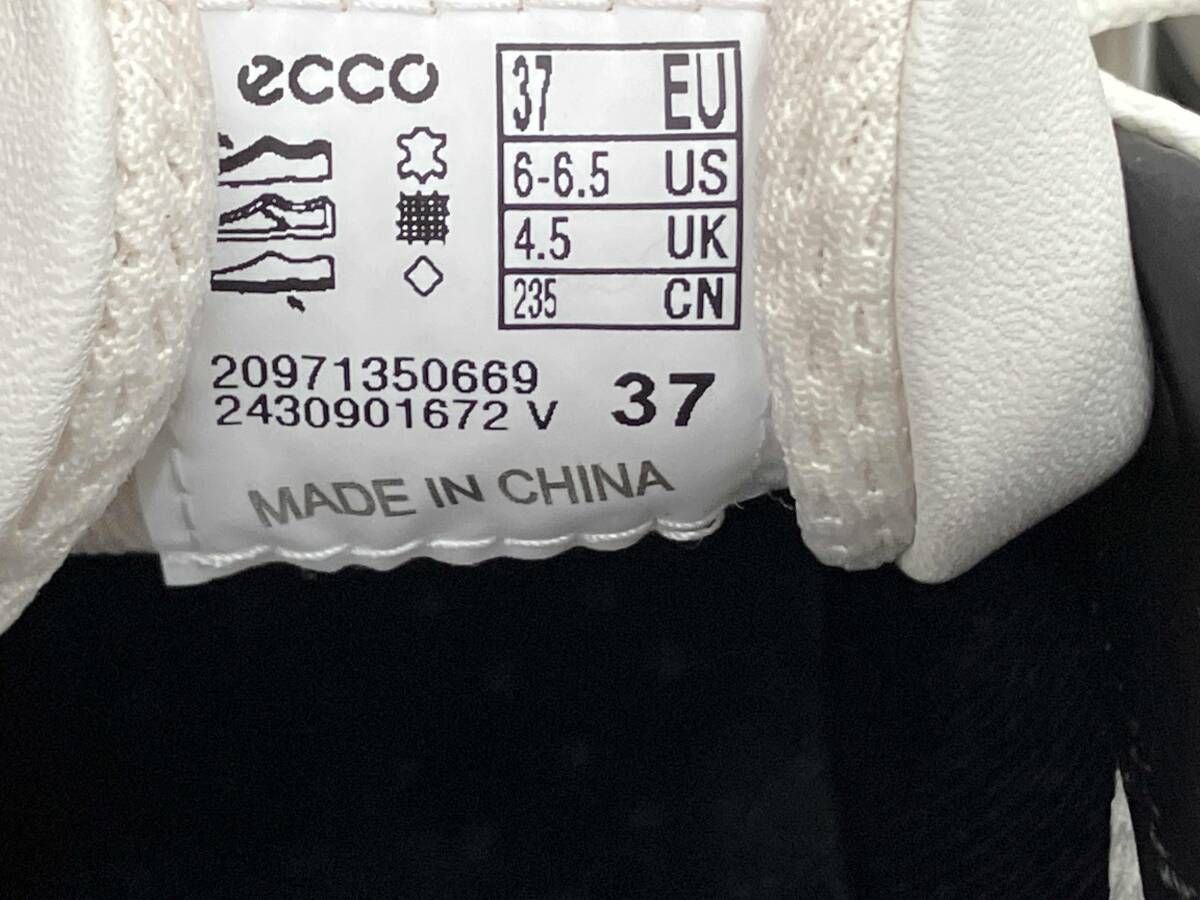 ecco
37 EU
6-6.5 US
4.5 UK
235 CN
20971350669
2430901672 V 37
MADE IN CHINA